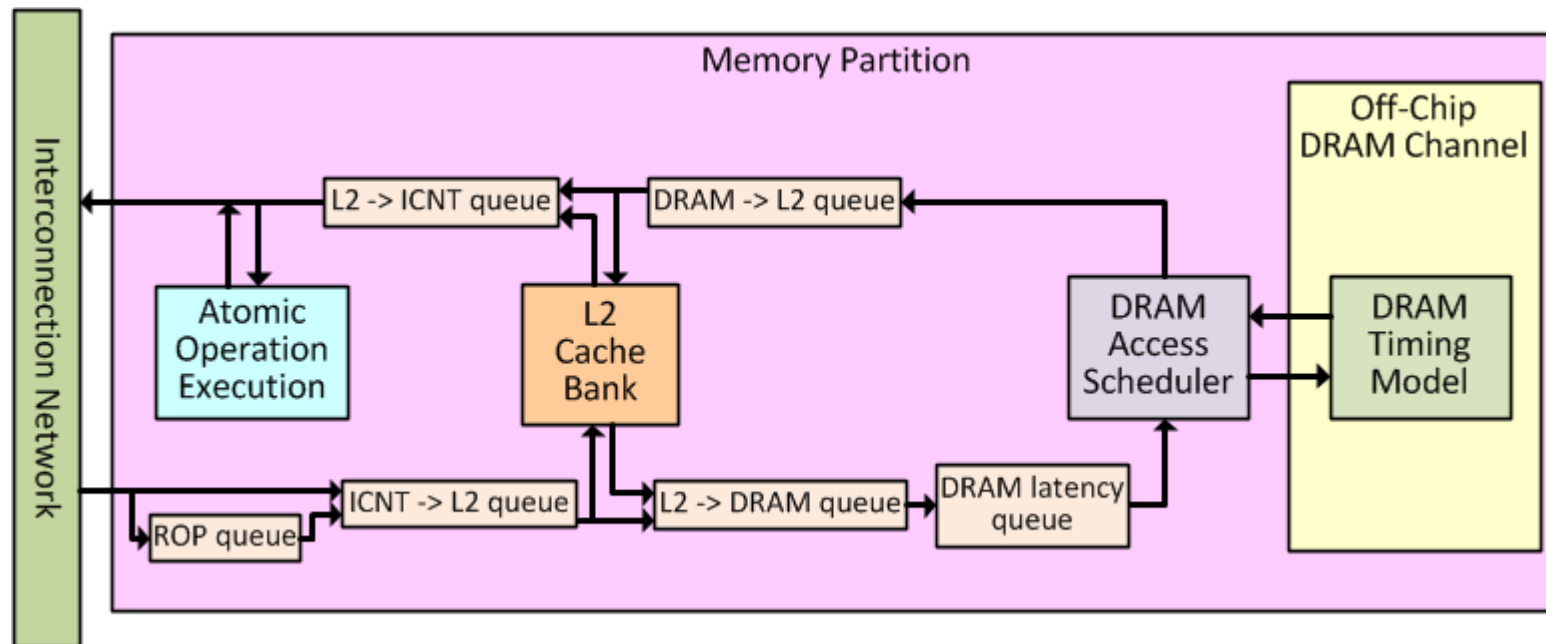 Interconnection Network
Memory Partition
Off-Chip
DRAM Channel
L2 -> ICNT queue
DRAM -> L2 queue
Atomic
Operation
Execution
L2
Cache
Bank
DRAM
Access
Scheduler
DRAM
Timing
Model
ICNT -> L2 queue
ROP queue
L2 -> DRAM queue
DRAM latency
queue